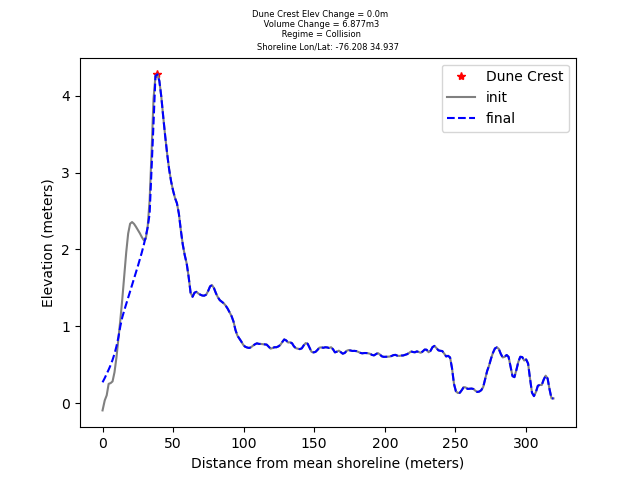 Dune Crest Elev Change = 0.0m
Volume Change = 6.877m3
Regime = Collision
Shoreline Lon/Lat: -76.208 34.937
Dune Crest
init
final
Elevation (meters)
4
3
2
1
0
0 50 100 150 200 250 300
Distance from mean shoreline (meters)